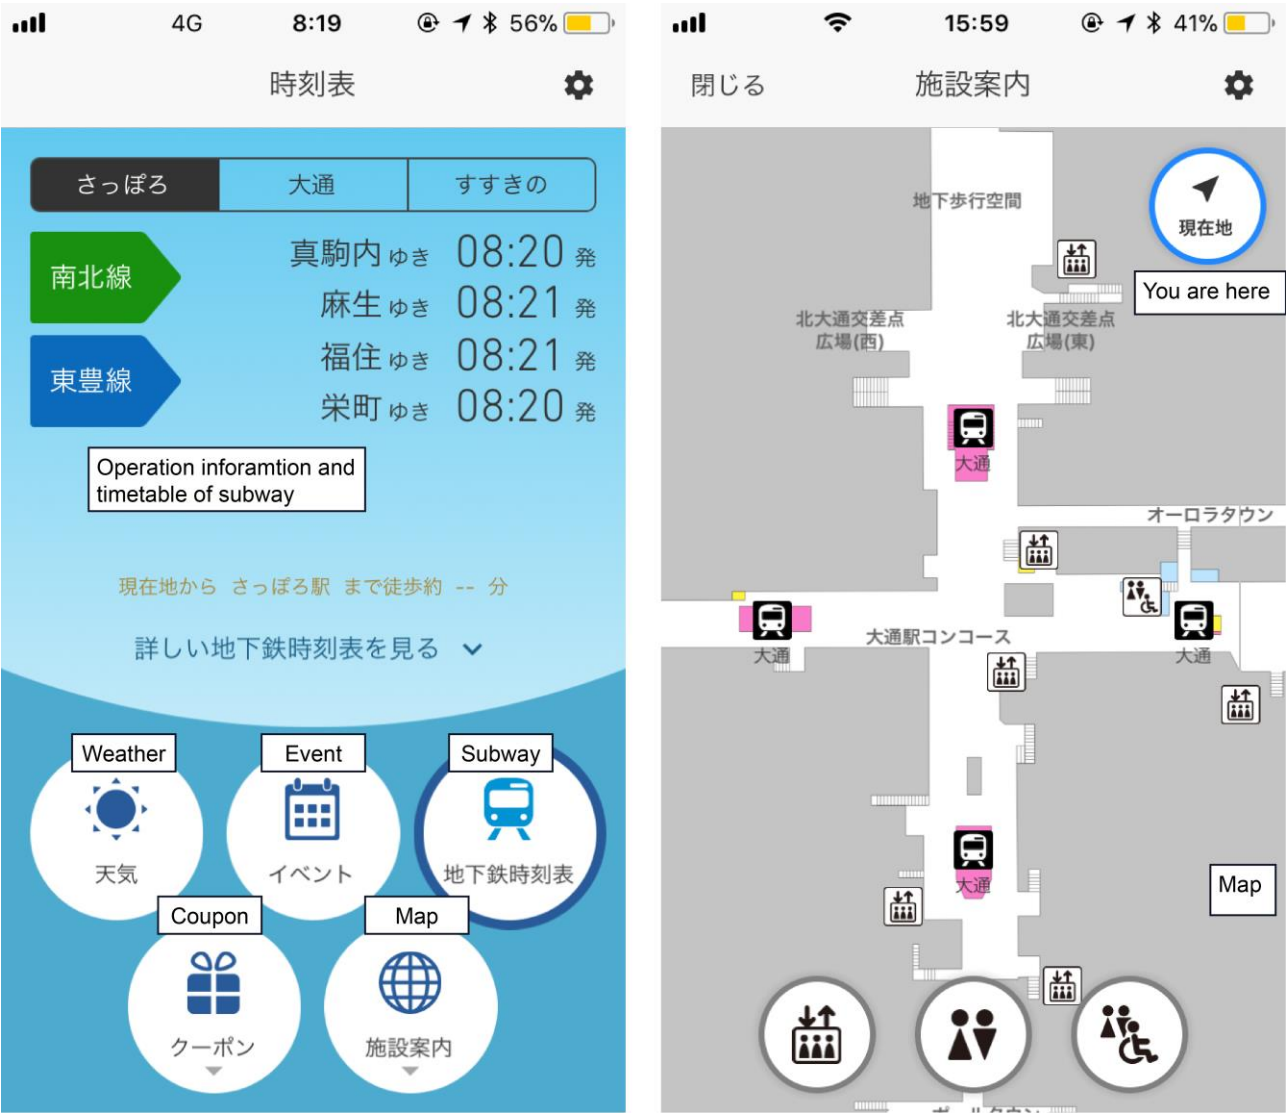 4G
8:19
56%
時刻表
さっぽろ
大通
すすきの
南北線
真駒内 ゆき 08:20 発
麻生 ゆき 08:21 発
東豊線
福住 ゆき 08:21 発
栄町 ゆき 08:20 発
Operation inforamtion and
timetable of subway
現在地から さっぽろ駅 まで徒歩約 -- 分
詳しい地下鉄時刻表を見る
Weather
天気
Event
イベント
Subway
地下鉄時刻表
Coupon
クーポン
Map
施設案内
15:59
41%
閉じる
施設案内
地下歩行空間
現在地
You are here
北大通交差点
広場(西)
北大通交差点
広場(東)
大通
オーロラタウン
大通
大通駅コンコース
大通
大通
Map
ポールタウン